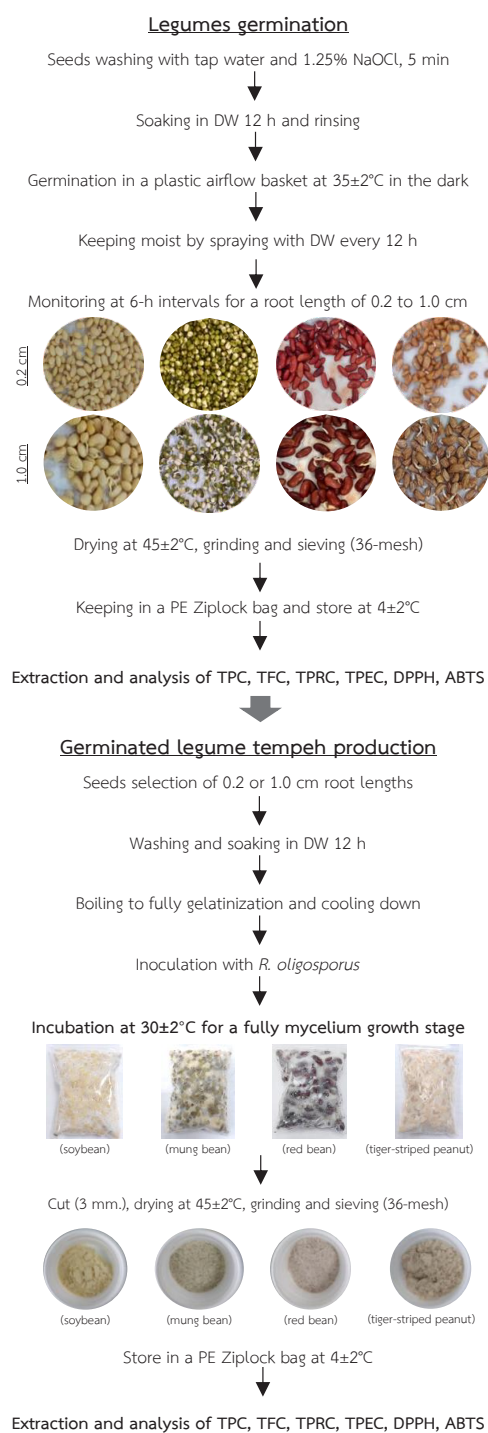 Legumes germination
Seeds washing with tap water and 1.25% NaOCl, 5 min
Soaking in DW 12 h and rinsing
Germination in a plastic airflow basket at 35±2°C in the dark
Keeping moist by spraying with DW every 12 h
Monitoring at 6-h intervals for a root length of 0.2 to 1.0 cm
0.2 cm
1.0 cm
Drying at 45±2°C, grinding and sieving (36-mesh)
Keeping in a PE Ziplock bag and store at 4±2°C
Extraction and analysis of TPC, TFC, TPRC, TPEC, DPPH, ABTS
Germinated legume tempeh production
Seeds selection of 0.2 or 1.0 cm root lengths
Washing and soaking in DW 12 h
Boiling to fully gelatinization and cooling down
Inoculation with R. oligosporus
Incubation at 30±2°C for a fully mycelium growth stage
(soybean) (mung bean) (red bean) (tiger-striped peanut)
Cut (3 mm.), drying at 45±2°C, grinding and sieving (36-mesh)
(soybean) (mung bean) (red bean) (tiger-striped peanut)
Store in a PE Ziplock bag at 4±2°C
Extraction and analysis of TPC, TFC, TPRC, TPEC, DPPH, ABTS